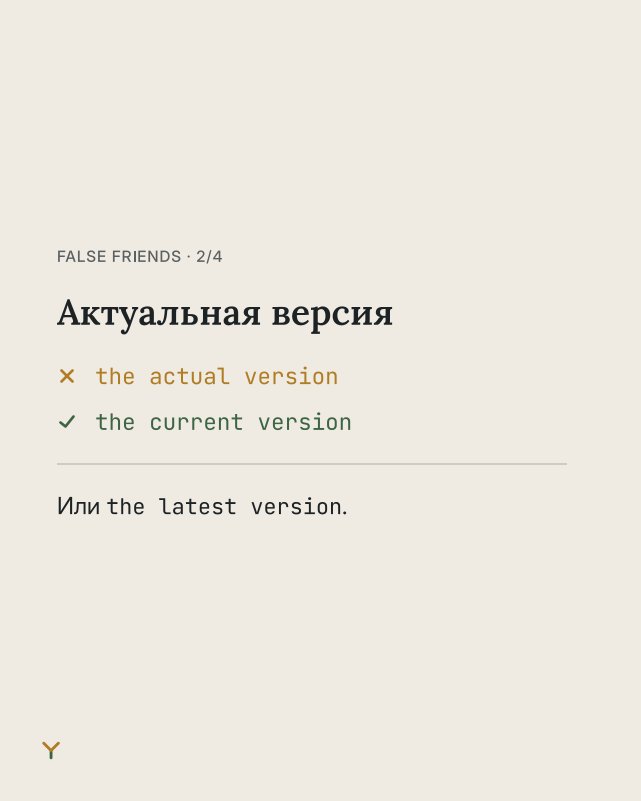 FALSE FRIENDS · 2/4
Актуальная версия
✕ the actual version
✓ the current version
Или the latest version.